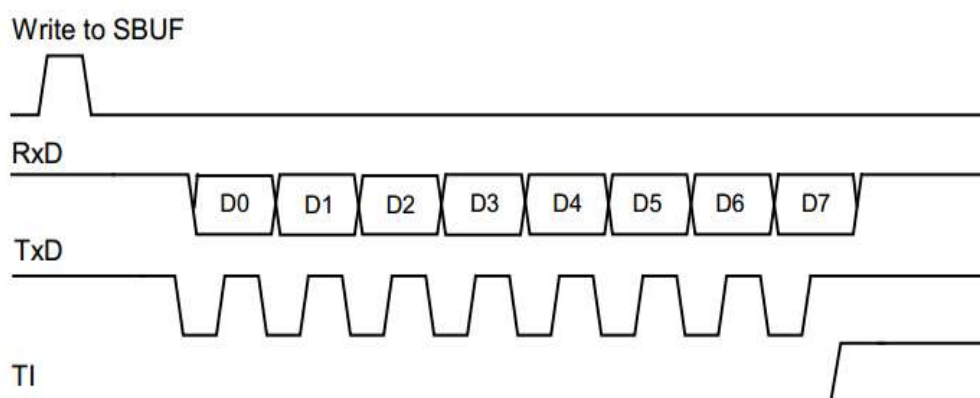 Write to SBUF
RxD
D0 D1 D2 D3 D4 D5 D6 D7
TxD
TI